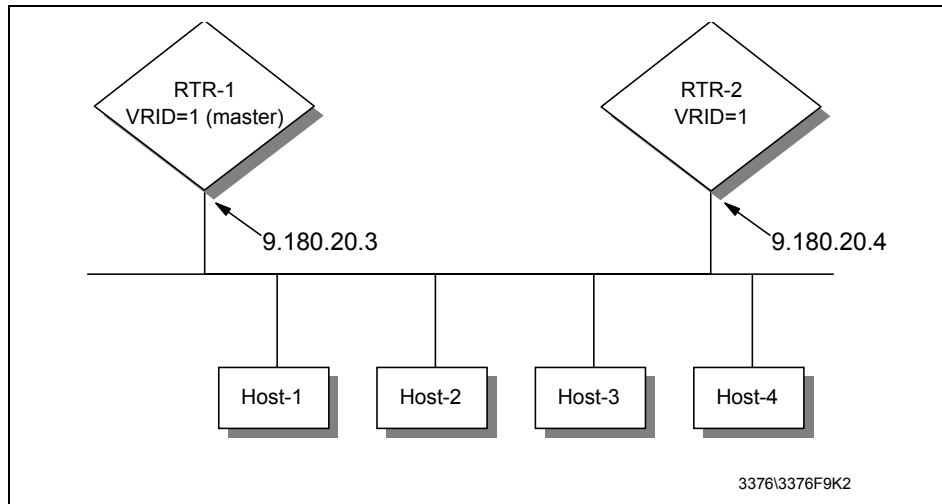 RTR-1
VRID=1 (master)
RTR-2
VRID=1
9.180.20.3
9.180.20.4
Host-1
Host-2
Host-3
Host-4
3376\3376F9K2